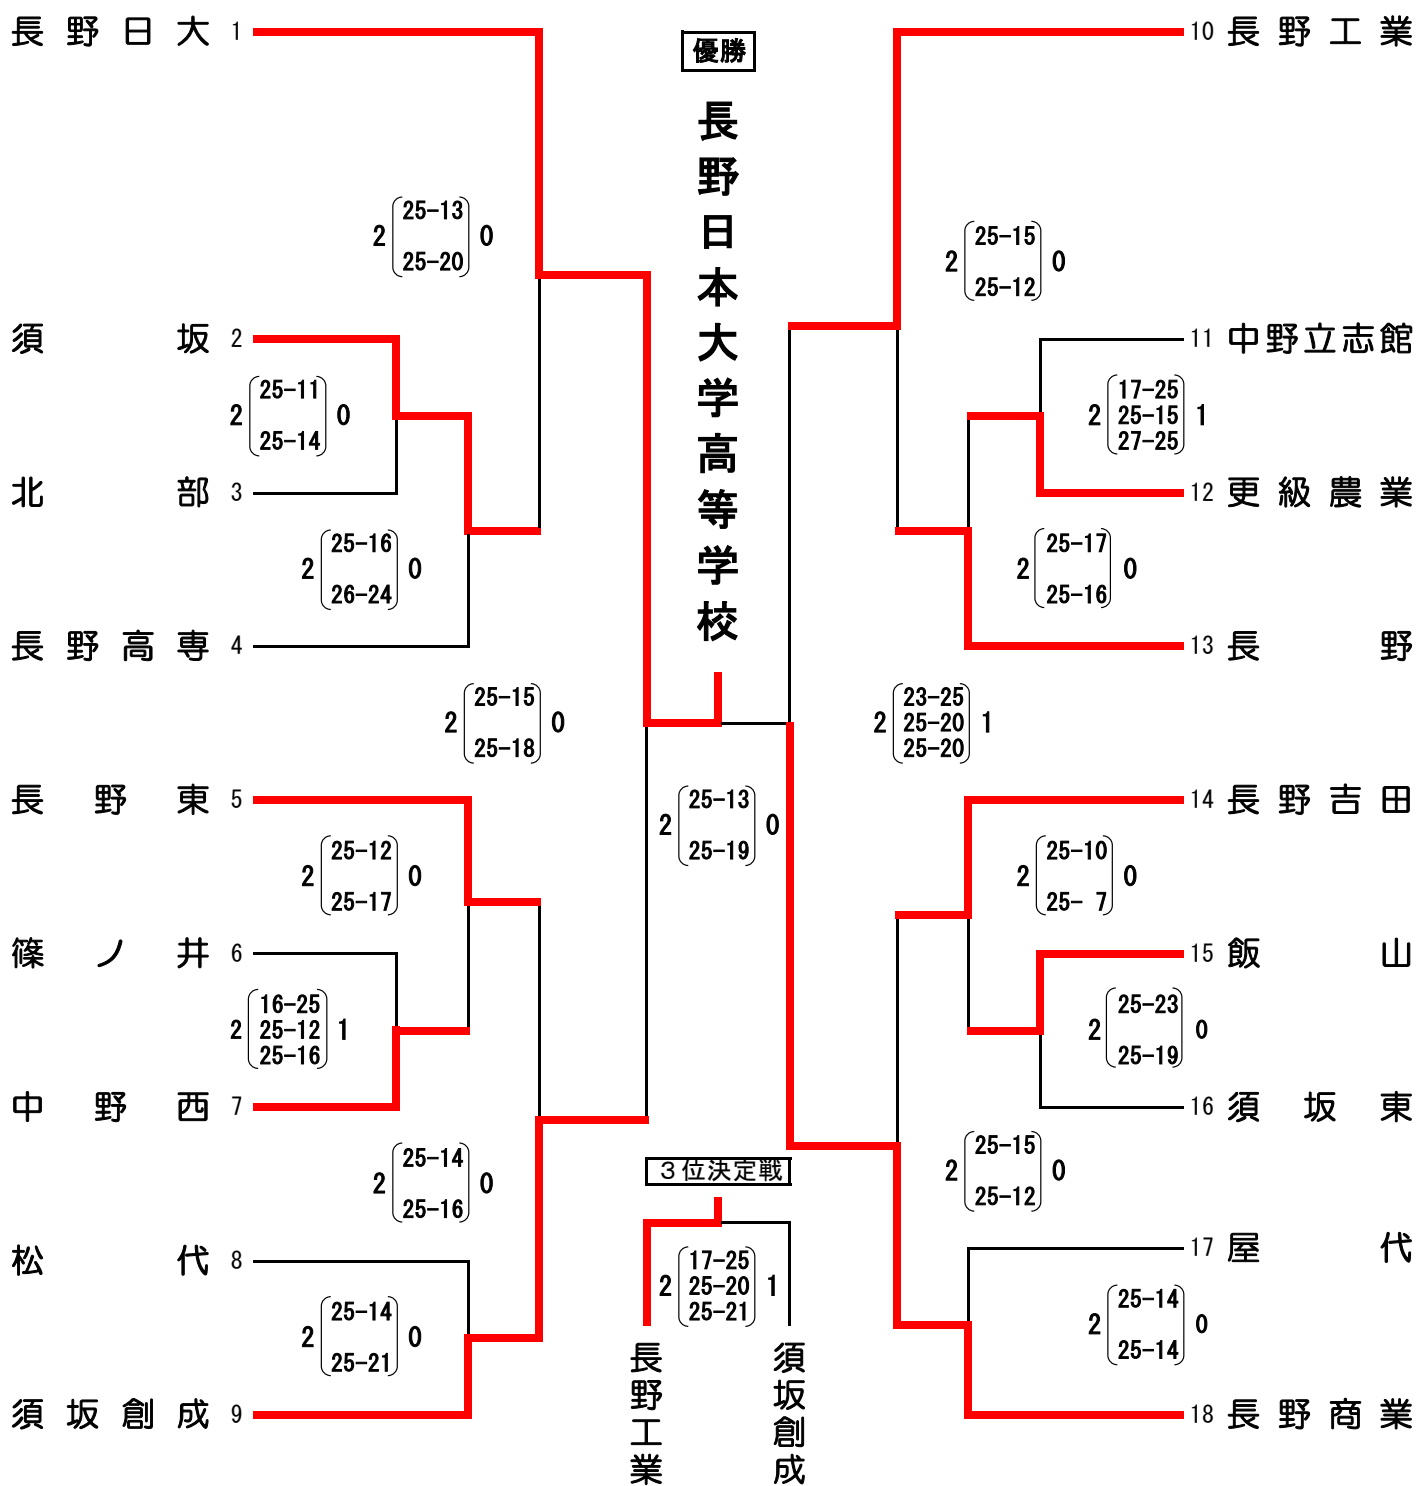 長野日大 1
2 25-13 0
25-20
須坂 2
2 25-11 0
25-14
北部 3
2 25-16 0
26-24
長野高専 4
2 25-15 0
25-18
長野東 5
2 25-12 0
25-17
篠ノ井 6
16-25
2 25-12 1
25-16
中野西 7
2 25-14 0
25-16
松代 8
2 25-14 0
25-21
須坂創成 9
優勝
長野日本大学高等学校
2 25-13 0
25-19
3位決定戦
17-25
2 25-20 1
25-21
長野工業
須坂創成
10 長野工業
2 25-15 0
25-12
11 中野立志館
17-25
2 25-15 1
27-25
12 更級農業
2 25-17 0
25-16
13 長野
23-25
2 25-20 1
25-20
14 長野吉田
2 25-10 0
25- 7
15 飯山
2 25-23 0
25-19
16 須坂東
2 25-15 0
25-12
17 屋代
2 25-14 0
25-14
18 長野商業